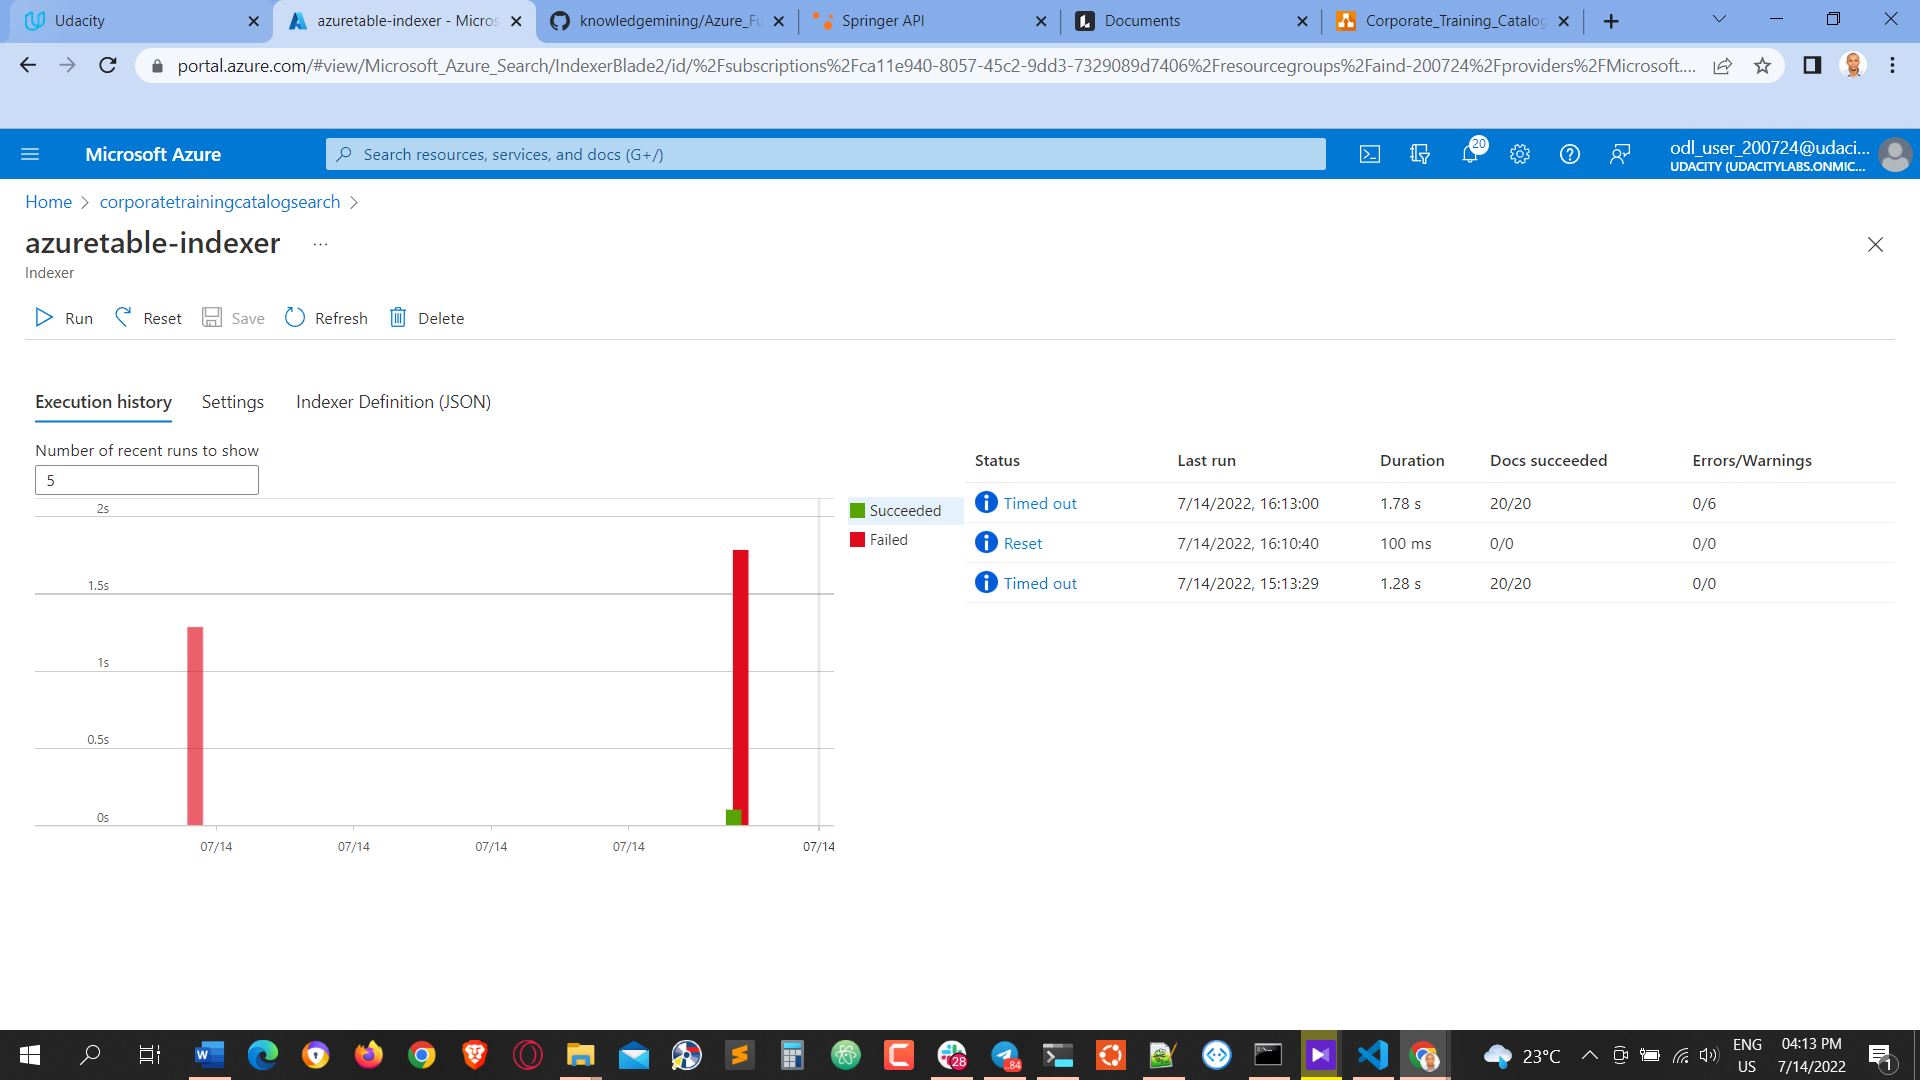 Udacity
azuretable-indexer - Micros
knowledgemining/Azure_Fu
Springer API
Documents
Corporate_Training_Catalog
portal.azure.com/#view/Microsoft_Azure_Search/IndexerBlade2/id/%2Fsubscriptions%2Fca11e940-8057-45c2-9dd3-7329089d7406%2Fresourcegroups%2Faind-200724%2Fproviders%2FMicrosoft....
Microsoft Azure
Search resources, services, and docs (G+/)
20
odl_user_200724@udaci...
UDACITY (UDACITYLABS.ONMIC...
Home > corporatetrainingcatalogsearch >
azuretable-indexer ...
Indexer
Run
Reset
Save
Refresh
Delete
Execution history
Settings
Indexer Definition (JSON)
Number of recent runs to show
5
2s
1.5s
1s
0.5s
0s
07/14
07/14
07/14
07/14
07/14
Succeeded
Failed
Status Last run Duration Docs succeeded Errors/Warnings
Timed out 7/14/2022, 16:13:00 1.78 s 20/20 0/6
Reset 7/14/2022, 16:10:40 100 ms 0/0 0/0
Timed out 7/14/2022, 15:13:29 1.28 s 20/20 0/0
28
84
23°C
ENG
US
04:13 PM
7/14/2022
1